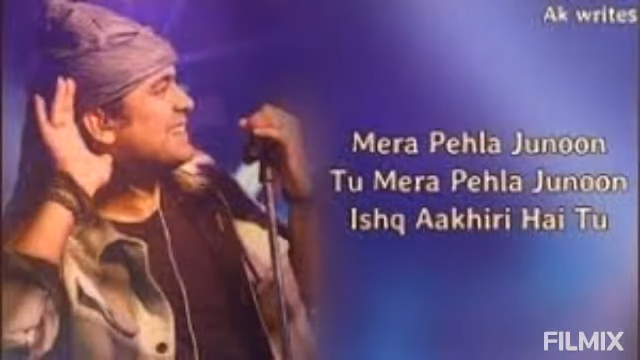 Ak writes
Mera Pehla Junoon
Tu Mera Pehla Junoon
Ishq Aakhiri Hai Tu
FILMIX